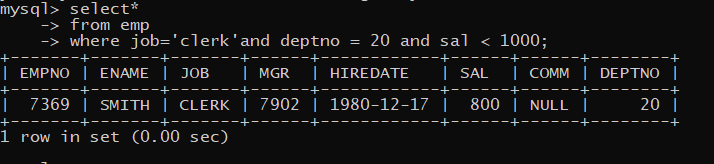 mysql> select*
    -> from emp
    -> where job='clerk'and deptno = 20 and sal < 1000;
+-------+-------+-------+------+------------+------+------+--------+
| EMPNO | ENAME | JOB   | MGR  | HIREDATE   | SAL  | COMM | DEPTNO |
+-------+-------+-------+------+------------+------+------+--------+
|  7369 | SMITH | CLERK | 7902 | 1980-12-17 |  800 | NULL |     20 |
+-------+-------+-------+------+------------+------+------+--------+
1 row in set (0.00 sec)